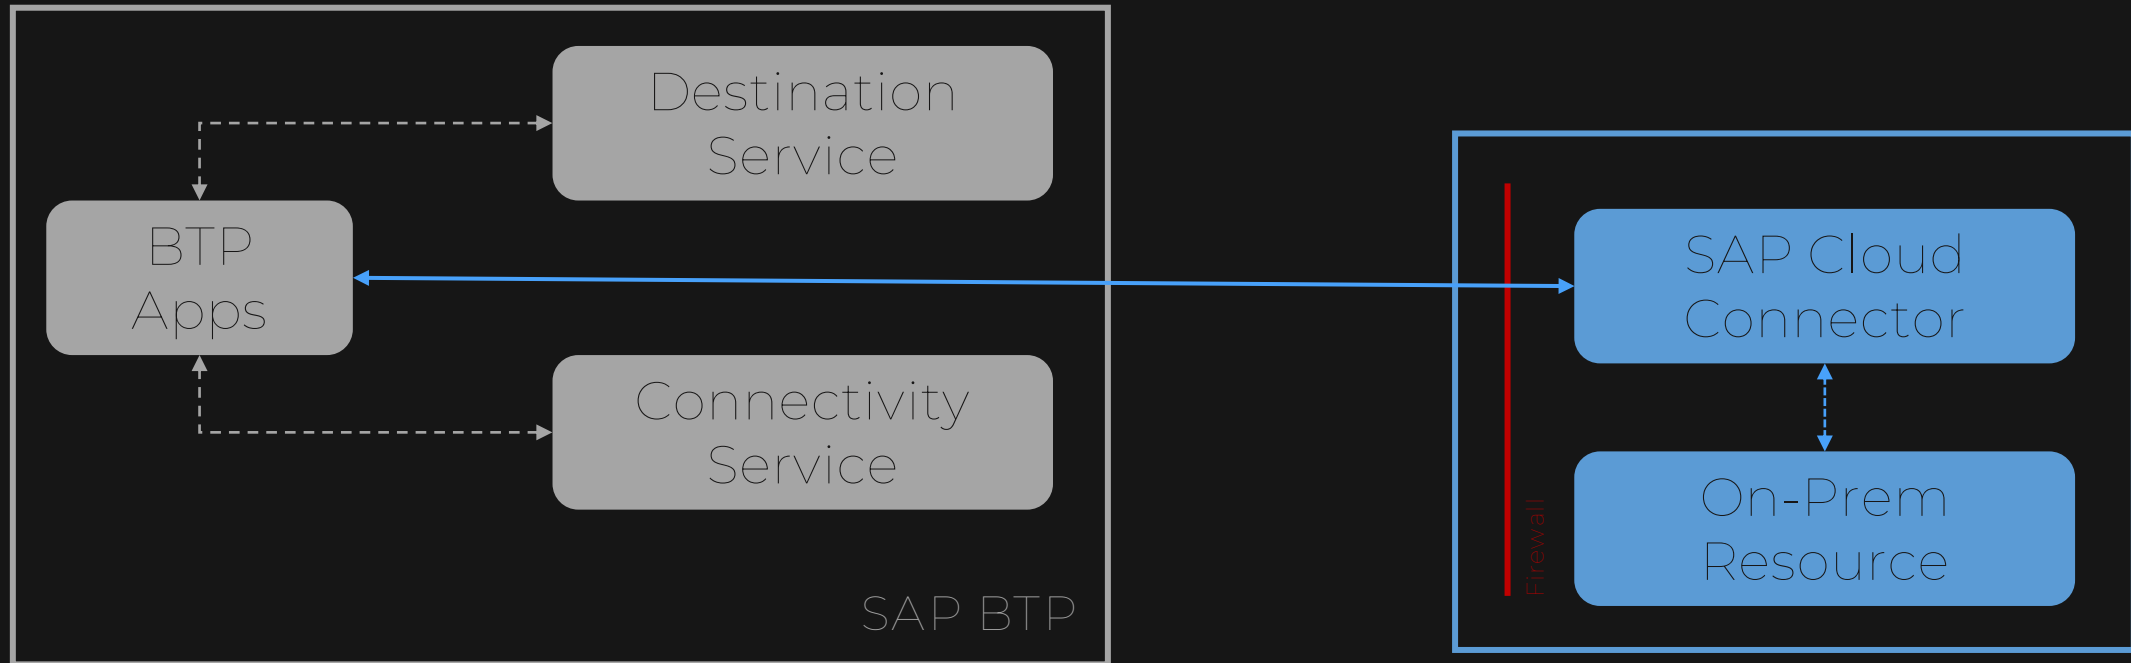 Destination
Service
BTP
Apps
Connectivity
Service
SAP BTP
SAP Cloud
Connector
On-Prem
Resource
Firewall